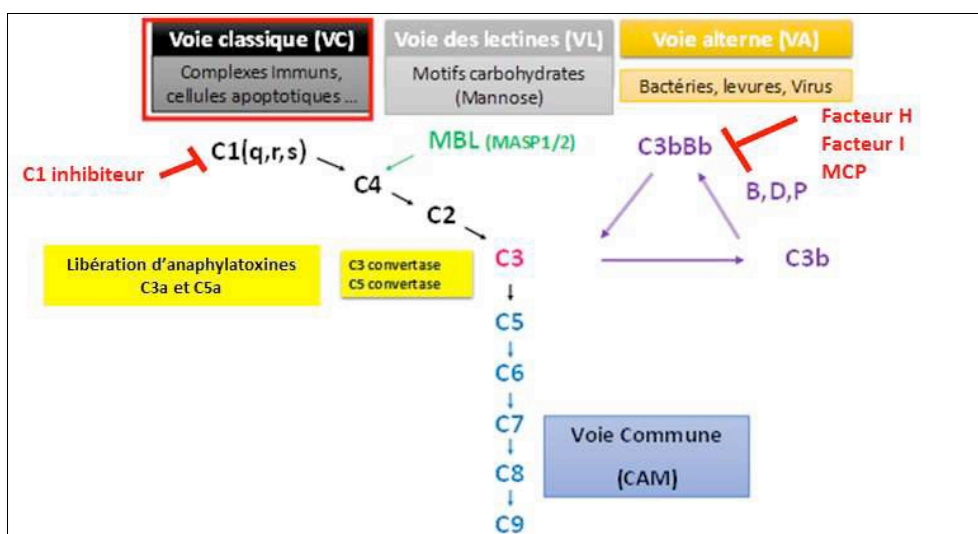 Voie classique (VC)
Complexes Immuns,
cellules apoptotiques ...
Voie des lectines (VL)
Motifs carbohydrates
(Mannose)
Voie alterne (VA)
Bactéries, levures, Virus
C1 inhibiteur
C1(q,r,s)
MBL (MASP1/2)
C3bBb
Facteur H
Facteur I
MCP
C4
B,D,P
C2
Libération d'anaphylatoxines
C3a et C5a
C3 convertase
C5 convertase
C3
C3b
C5
C6
C7
C8
C9
Voie Commune
(CAM)